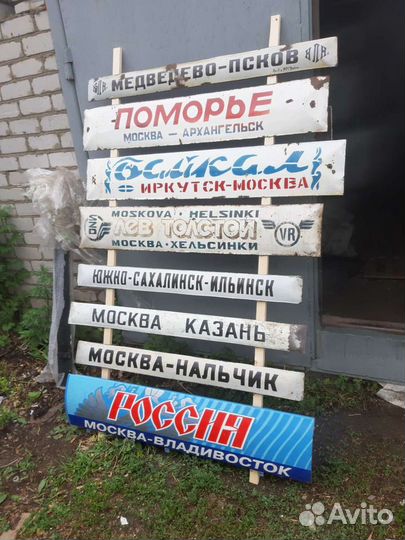 МЕДВЕДЕВО-ПСКОВ
ПОМОРЬЕ
МОСКВА — АРХАНГЕЛЬСК
БАЙКАЛ
ИРКУТСК-МОСКВА
MOSKOVA · HELSINKI
ЛЕВ ТОЛСТОЙ
VR
МОСКВА · ХЕЛЬСИНКИ
ЮЖНО-САХАЛИНСК-ИЛЬИНСК
МОСКВА КАЗАНЬ
МОСКВА-НАЛЬЧИК
РОССИЯ
МОСКВА-ВЛАДИВОСТОК
Avito